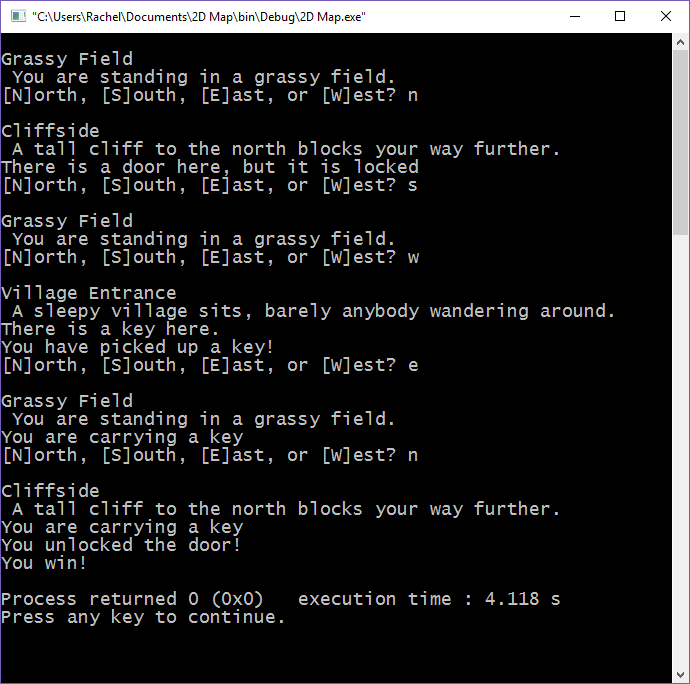 "C:\Users\Rachel\Documents\2D Map\bin\Debug\2D Map.exe"
Grassy Field
 You are standing in a grassy field.
[N]orth, [S]outh, [E]ast, or [W]est? n
Cliffside
 A tall cliff to the north blocks your way further.
There is a door here, but it is locked
[N]orth, [S]outh, [E]ast, or [W]est? s
Grassy Field
 You are standing in a grassy field.
[N]orth, [S]outh, [E]ast, or [W]est? w
Village Entrance
 A sleepy village sits, barely anybody wandering around.
There is a key here.
You have picked up a key!
[N]orth, [S]outh, [E]ast, or [W]est? e
Grassy Field
 You are standing in a grassy field.
You are carrying a key
[N]orth, [S]outh, [E]ast, or [W]est? n
Cliffside
 A tall cliff to the north blocks your way further.
You are carrying a key
You unlocked the door!
You win!
Process returned 0 (0x0)   execution time : 4.118 s
Press any key to continue.